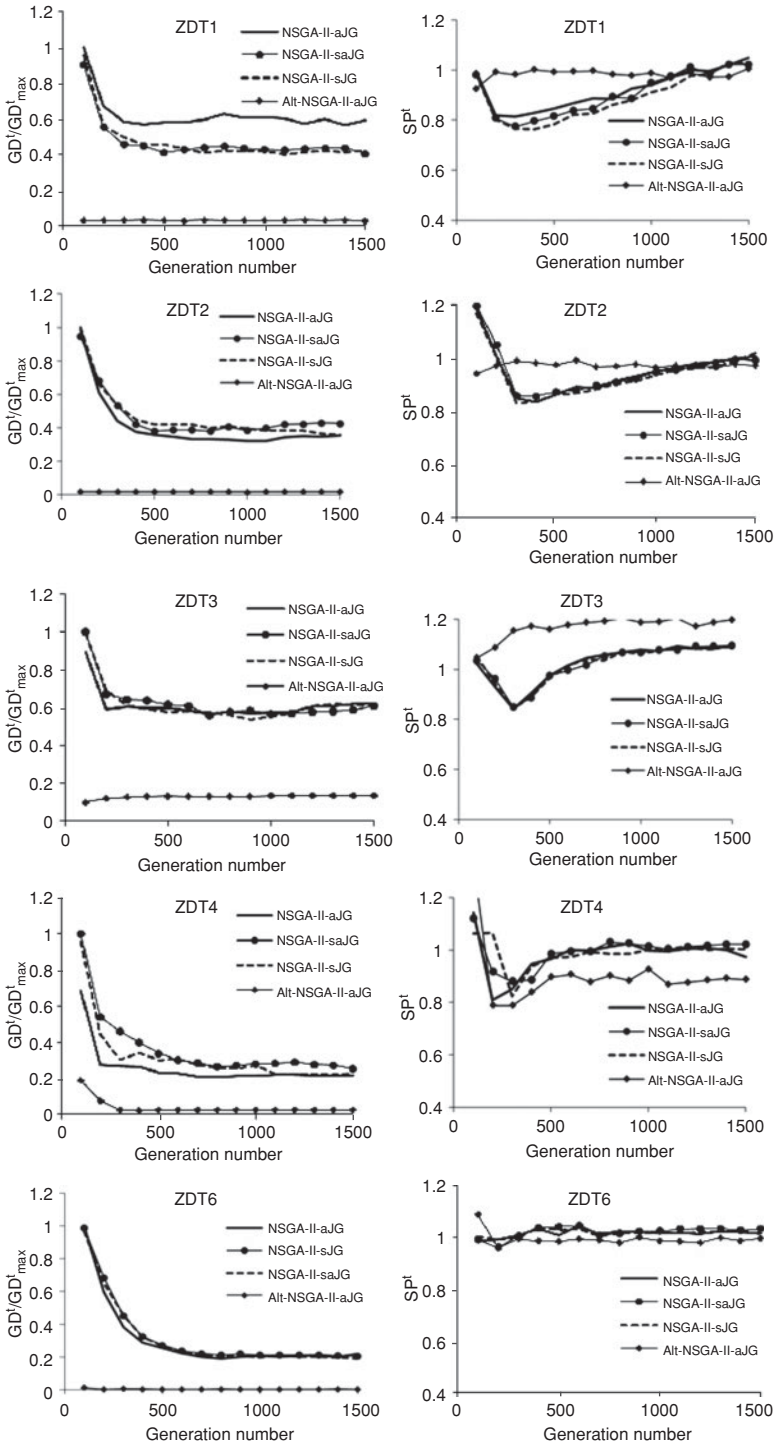 ZDT1
NSGA-II-aJG
NSGA-II-saJG
NSGA-II-sJG
Alt-NSGA-II-aJG
GDᵗ/GDᵗmax
1.2
1
0.8
0.6
0.4
0.2
0
0
500
1000
1500
Generation number
ZDT1
NSGA-II-aJG
NSGA-II-saJG
NSGA-II-sJG
Alt-NSGA-II-aJG
SPᵗ
1.2
1
0.8
0.6
0.4
0
500
1000
1500
Generation number
ZDT2
NSGA-II-aJG
NSGA-II-saJG
NSGA-II-sJG
Alt-NSGA-II-aJG
GDᵗ/GDᵗmax
1.2
1
0.8
0.6
0.4
0.2
0
0
500
1000
1500
Generation number
ZDT2
NSGA-II-aJG
NSGA-II-saJG
NSGA-II-sJG
Alt-NSGA-II-aJG
SPᵗ
1.2
1
0.8
0.6
0.4
0
500
1000
1500
Generation number
ZDT3
NSGA-II-aJG
NSGA-II-saJG
NSGA-II-sJG
Alt-NSGA-II-aJG
GDᵗ/GDᵗmax
1.2
1
0.8
0.6
0.4
0.2
0
0
500
1000
1500
Generation number
ZDT3
NSGA-II-aJG
NSGA-II-saJG
NSGA-II-sJG
Alt-NSGA-II-aJG
SPᵗ
1.2
1
0.8
0.6
0.4
0
500
1000
1500
Generation number
ZDT4
NSGA-II-aJG
NSGA-II-saJG
NSGA-II-sJG
Alt-NSGA-II-aJG
GDᵗ/GDᵗmax
1.2
1
0.8
0.6
0.4
0.2
0
0
500
1000
1500
Generation number
ZDT4
NSGA-II-aJG
NSGA-II-saJG
NSGA-II-sJG
Alt-NSGA-II-aJG
SPᵗ
1.2
1
0.8
0.6
0.4
0
500
1000
1500
Generation number
ZDT6
NSGA-II-aJG
NSGA-II-sJG
NSGA-II-saJG
Alt-NSGA-II-aJG
GDᵗ/GDᵗmax
1.2
1
0.8
0.6
0.4
0.2
0
0
500
1000
1500
Generation number
ZDT6
NSGA-II-aJG
NSGA-II-saJG
NSGA-II-sJG
Alt-NSGA-II-aJG
SPᵗ
1.2
1
0.8
0.6
0.4
0
500
1000
1500
Generation number